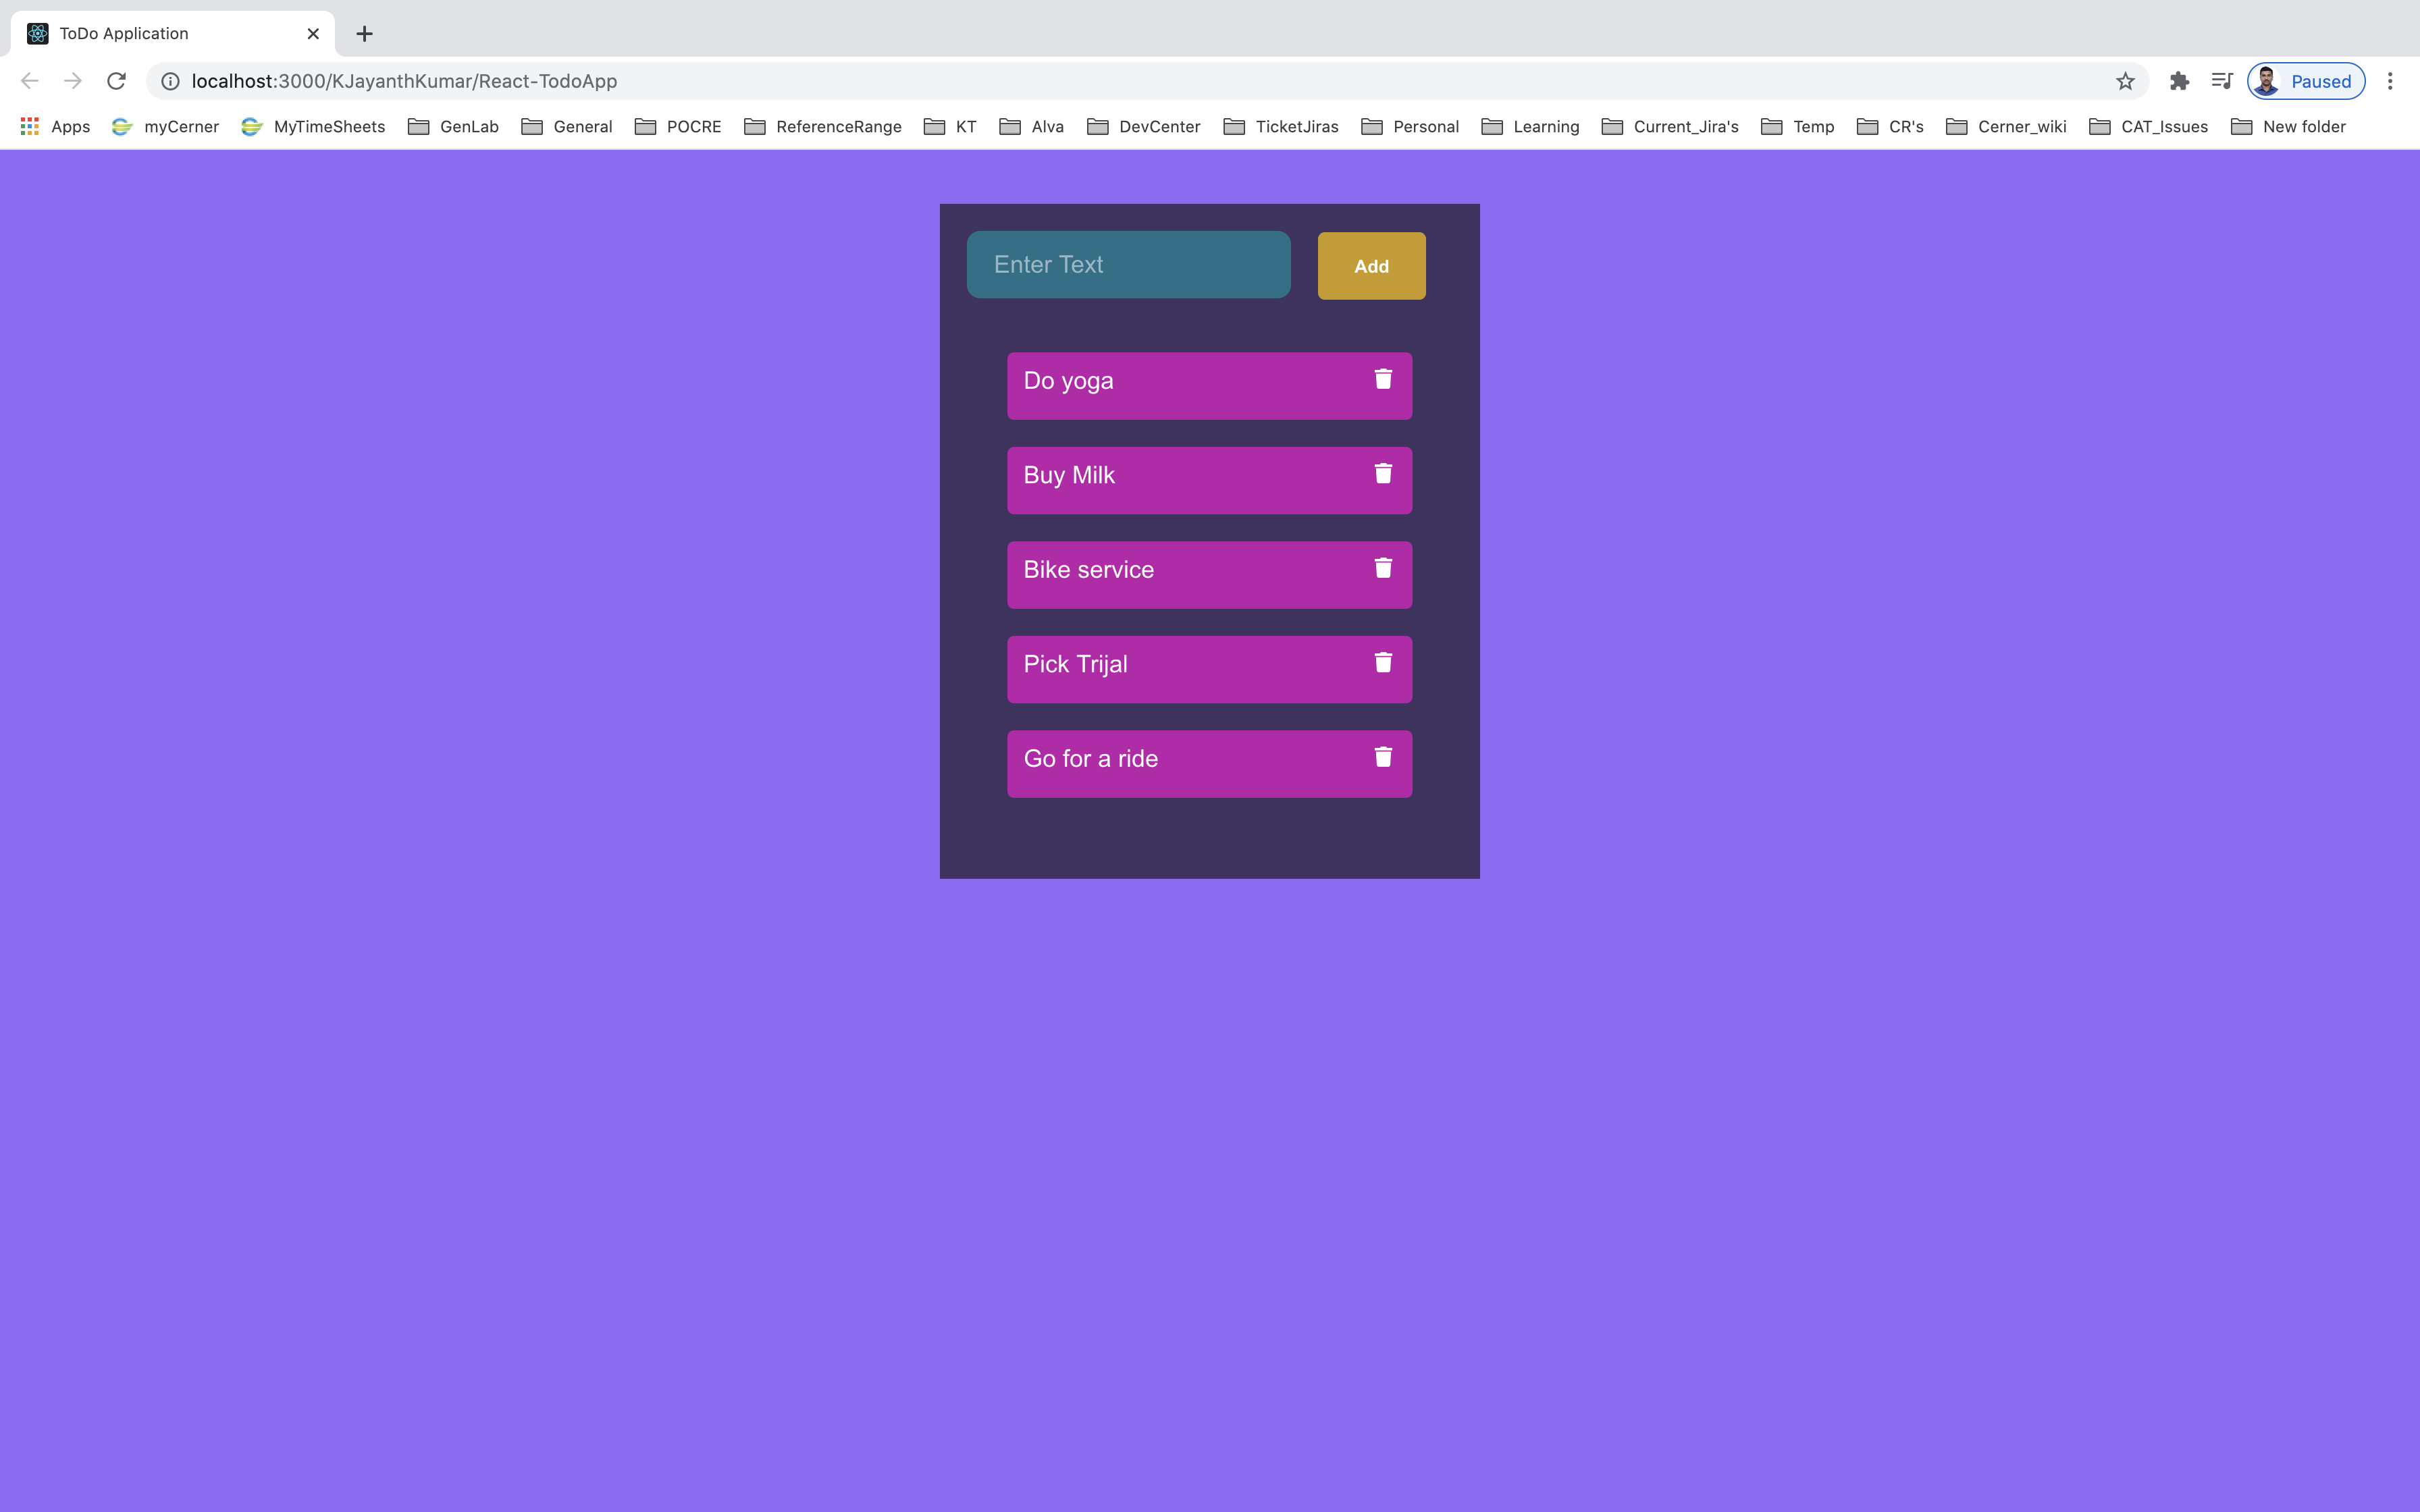 ToDo Application
localhost:3000/KJayanthKumar/React-TodoApp
Paused
Apps myCerner MyTimeSheets GenLab General POCRE ReferenceRange KT Alva DevCenter TicketJiras Personal Learning Current_Jira's Temp CR's Cerner_wiki CAT_Issues New folder
Enter Text Add
Do yoga
Buy Milk
Bike service
Pick Trijal
Go for a ride